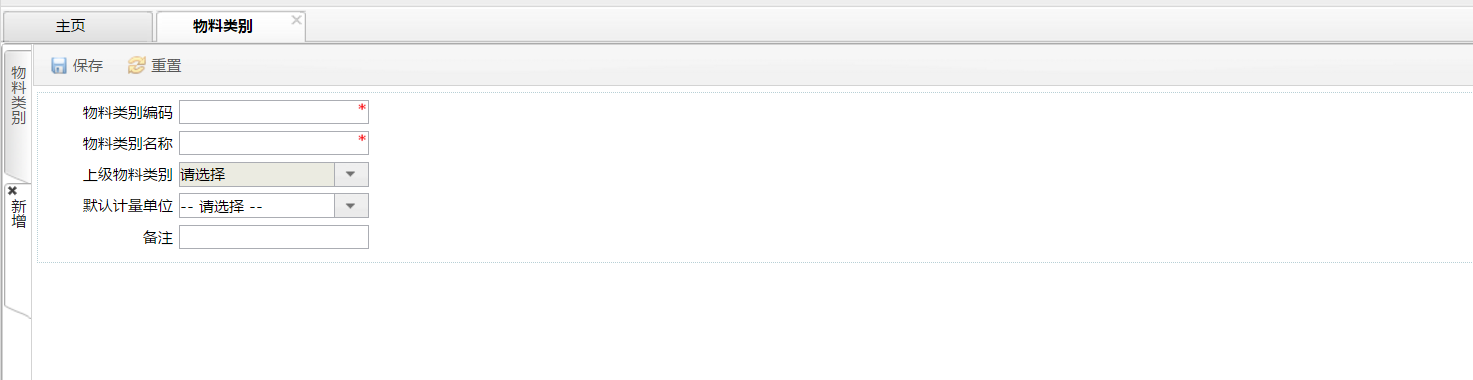 主页
物料类别
物料类别
新增
保存
重置
物料类别编码 *
物料类别名称 *
上级物料类别 请选择
默认计量单位 -- 请选择 --
备注